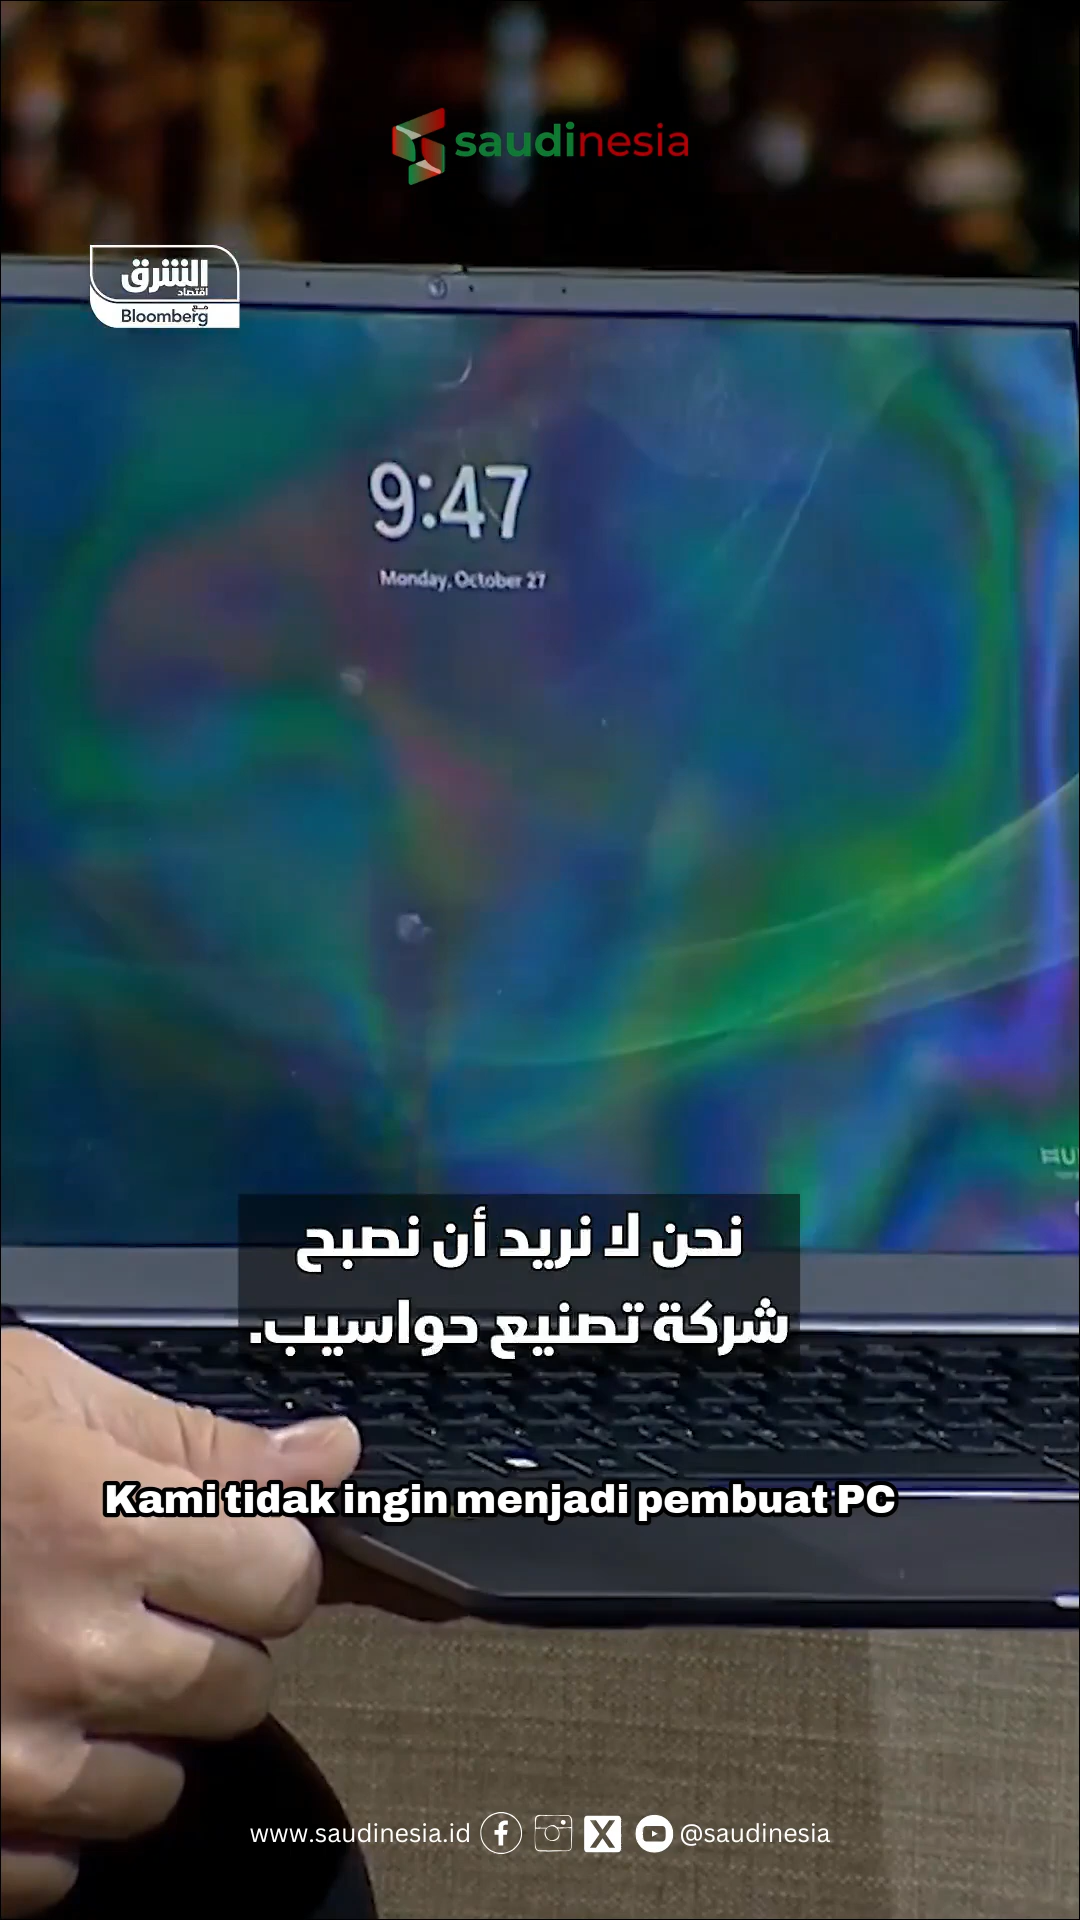 saudinesia
الشرق
اقتصاد
مع
Bloomberg
9:47
Monday, October 27
نحن لا نريد أن نصبح
شركة تصنيع حواسيب.
Kami tidak ingin menjadi pembuat PC
www.saudinesia.id @saudinesia